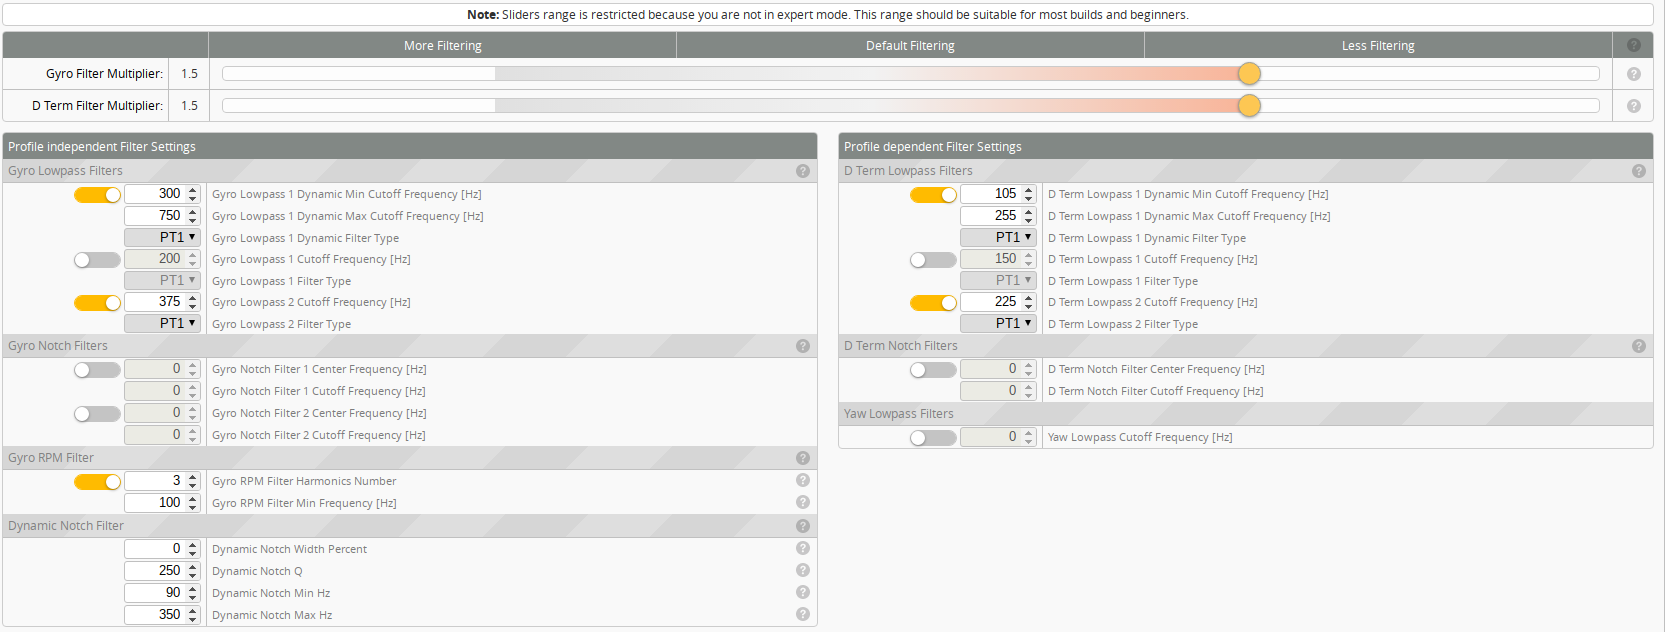 Note: Sliders range is restricted because you are not in expert mode. This range should be suitable for most builds and beginners.
More Filtering Default Filtering Less Filtering ?
Gyro Filter Multiplier: 1.5 ?
D Term Filter Multiplier: 1.5 ?
Profile independent Filter Settings
Gyro Lowpass Filters ?
300 Gyro Lowpass 1 Dynamic Min Cutoff Frequency [Hz]
750 Gyro Lowpass 1 Dynamic Max Cutoff Frequency [Hz]
PT1 Gyro Lowpass 1 Dynamic Filter Type
200 Gyro Lowpass 1 Cutoff Frequency [Hz]
PT1 Gyro Lowpass 1 Filter Type
375 Gyro Lowpass 2 Cutoff Frequency [Hz]
PT1 Gyro Lowpass 2 Filter Type
Gyro Notch Filters ?
0 Gyro Notch Filter 1 Center Frequency [Hz]
0 Gyro Notch Filter 1 Cutoff Frequency [Hz]
0 Gyro Notch Filter 2 Center Frequency [Hz]
0 Gyro Notch Filter 2 Cutoff Frequency [Hz]
Gyro RPM Filter ?
3 Gyro RPM Filter Harmonics Number ?
100 Gyro RPM Filter Min Frequency [Hz] ?
Dynamic Notch Filter ?
0 Dynamic Notch Width Percent ?
250 Dynamic Notch Q ?
90 Dynamic Notch Min Hz ?
350 Dynamic Notch Max Hz ?
Profile dependent Filter Settings
D Term Lowpass Filters ?
105 D Term Lowpass 1 Dynamic Min Cutoff Frequency [Hz]
255 D Term Lowpass 1 Dynamic Max Cutoff Frequency [Hz]
PT1 D Term Lowpass 1 Dynamic Filter Type
150 D Term Lowpass 1 Cutoff Frequency [Hz]
PT1 D Term Lowpass 1 Filter Type
225 D Term Lowpass 2 Cutoff Frequency [Hz]
PT1 D Term Lowpass 2 Filter Type
D Term Notch Filters ?
0 D Term Notch Filter Center Frequency [Hz]
0 D Term Notch Filter Cutoff Frequency [Hz]
Yaw Lowpass Filters
0 Yaw Lowpass Cutoff Frequency [Hz]